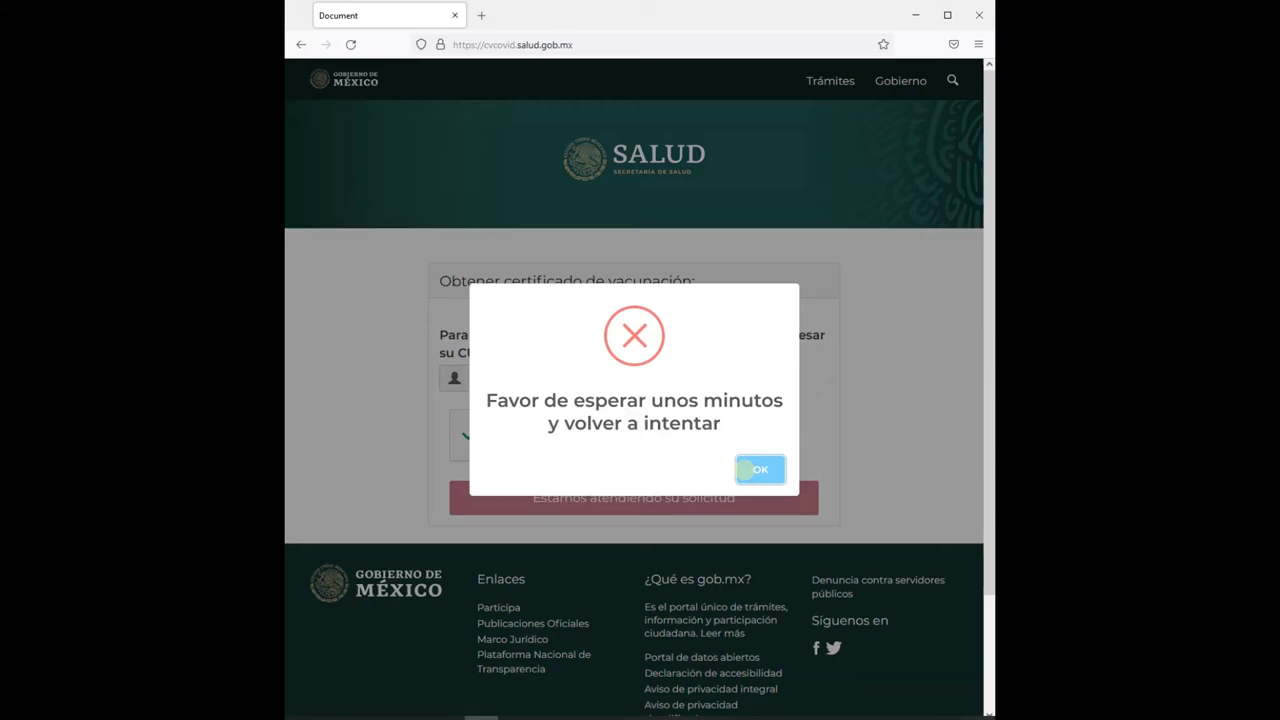 Document
https://cvcovid.salud.gob.mx
GOBIERNO DE
MÉXICO
Trámites
Gobierno
SALUD
SECRETARÍA DE SALUD
Obtener certificado de vacunación:
Para
esar
su CU
Favor de esperar unos minutos
y volver a intentar
OK
Estamos atendiendo su solicitud
GOBIERNO DE
MÉXICO
Enlaces
Participa
Publicaciones Oficiales
Marco Jurídico
Plataforma Nacional de
Transparencia
¿Qué es gob.mx?
Es el portal único de trámites,
información y participación
ciudadana. Leer más
Portal de datos abiertos
Declaración de accesibilidad
Aviso de privacidad integral
Aviso de privacidad
Denuncia contra servidores
públicos
Síguenos en